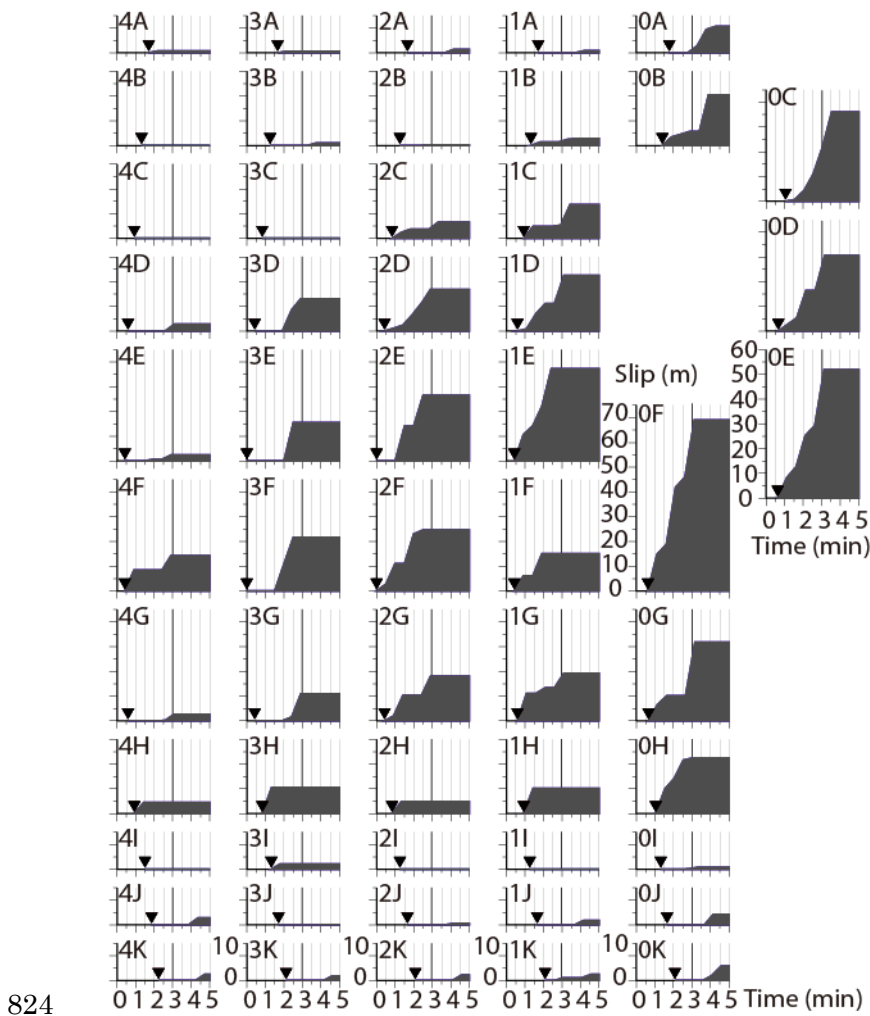 4A 3A 2A 1A 0A
4B 3B 2B 1B 0B
0C
4C 3C 2C 1C
0D
4D 3D 2D 1D
4E 3E 2E 1E
60 0E
50
40
30
20
10
0
0 1 2 3 4 5
Time (min)
Slip (m)
70 0F
60
50
40
30
20
10
0
4F 3F 2F 1F
4G 3G 2G 1G 0G
4H 3H 2H 1H 0H
4I 3I 2I 1I 0I
4J 3J 2J 1J 0J
4K 10 3K 10 2K 10 1K 10 0K
0 0 0 0
0 1 2 3 4 5 0 1 2 3 4 5 0 1 2 3 4 5 0 1 2 3 4 5 0 1 2 3 4 5 Time (min)
824